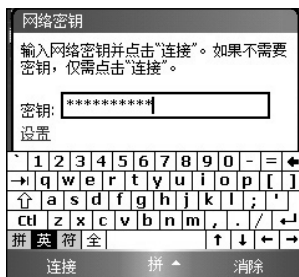 网络密钥
输入网络密钥并点击“连接”。如果不需要
密钥，仅需点击“连接”。
密钥: **********
设置
` 1 2 3 4 5 6 7 8 9 0 - =
q w e r t y u i o p [ ]
a s d f g h j k l ; '
Ctl z x c v b n m , . /
拼 英 符 全
连接 拼 消除